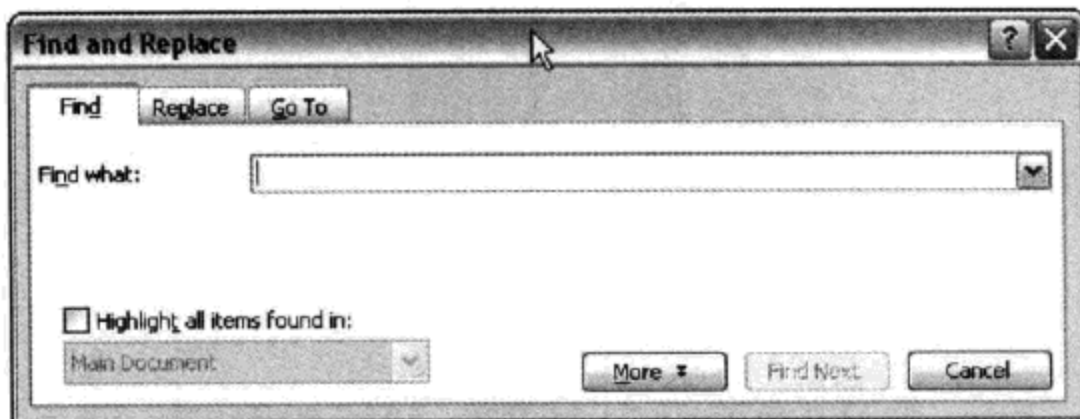 Find and Replace
Find Replace Go To
Find what:
Highlight all items found in:
Main Document
More Find Next Cancel